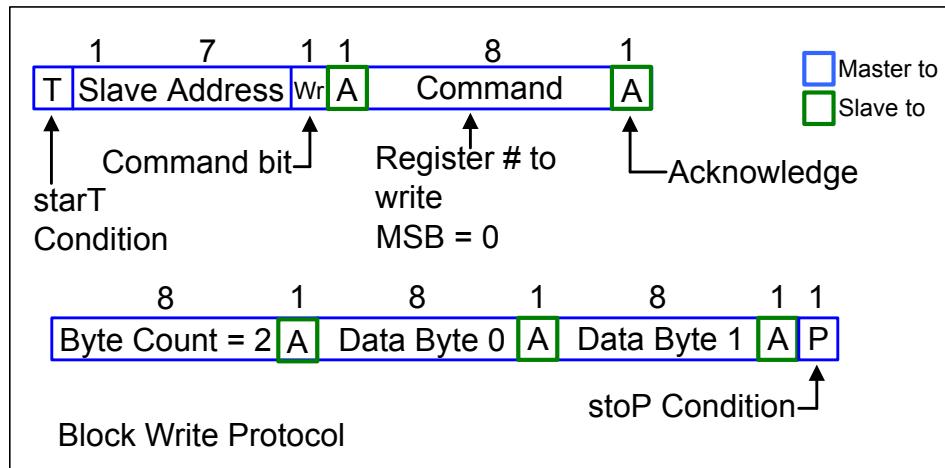 1 7 1 1 8 1
T Slave Address Wr A Command A
Master to
Slave to
Command bit
Register # to
write
MSB = 0
Acknowledge
starT
Condition
8 1 8 1 8 1 1
Byte Count = 2 A Data Byte 0 A Data Byte 1 A P
stoP Condition
Block Write Protocol